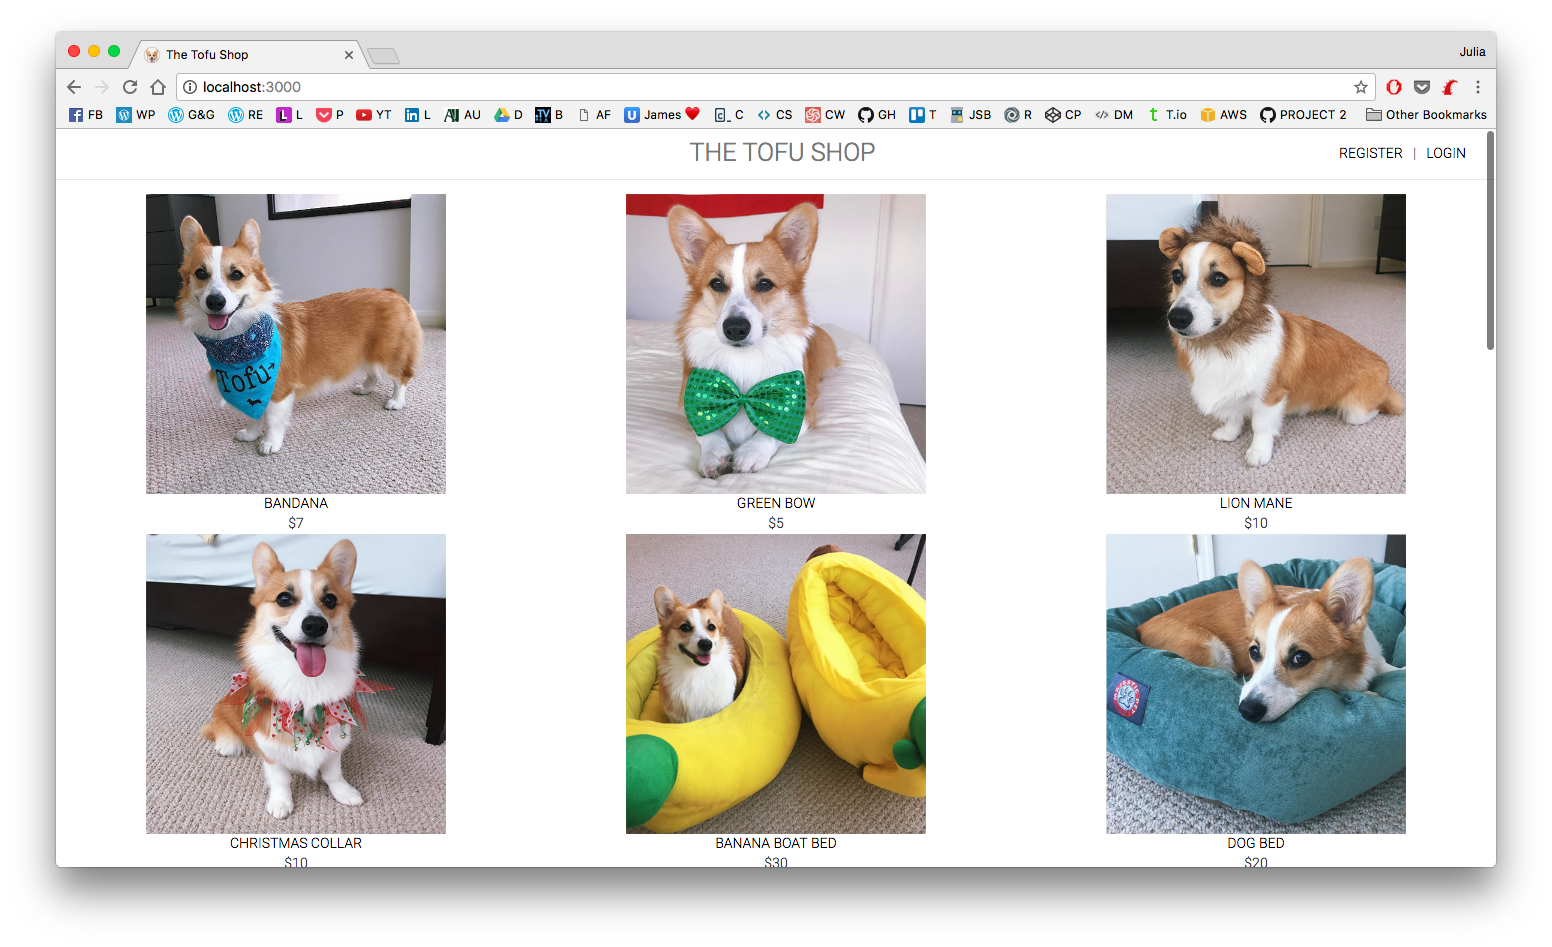 The Tofu Shop
Julia
localhost:3000
FB WP G&G RE L P YT L AU D B AF James C CS CW GH T JSB R CP DM T.io AWS PROJECT 2 Other Bookmarks
THE TOFU SHOP
REGISTER | LOGIN
Tofu
BANDANA
$7
GREEN BOW
$5
LION MANE
$10
CHRISTMAS COLLAR
$10
BANANA BOAT BED
$30
MAJESTIC PET
DOG BED
$20